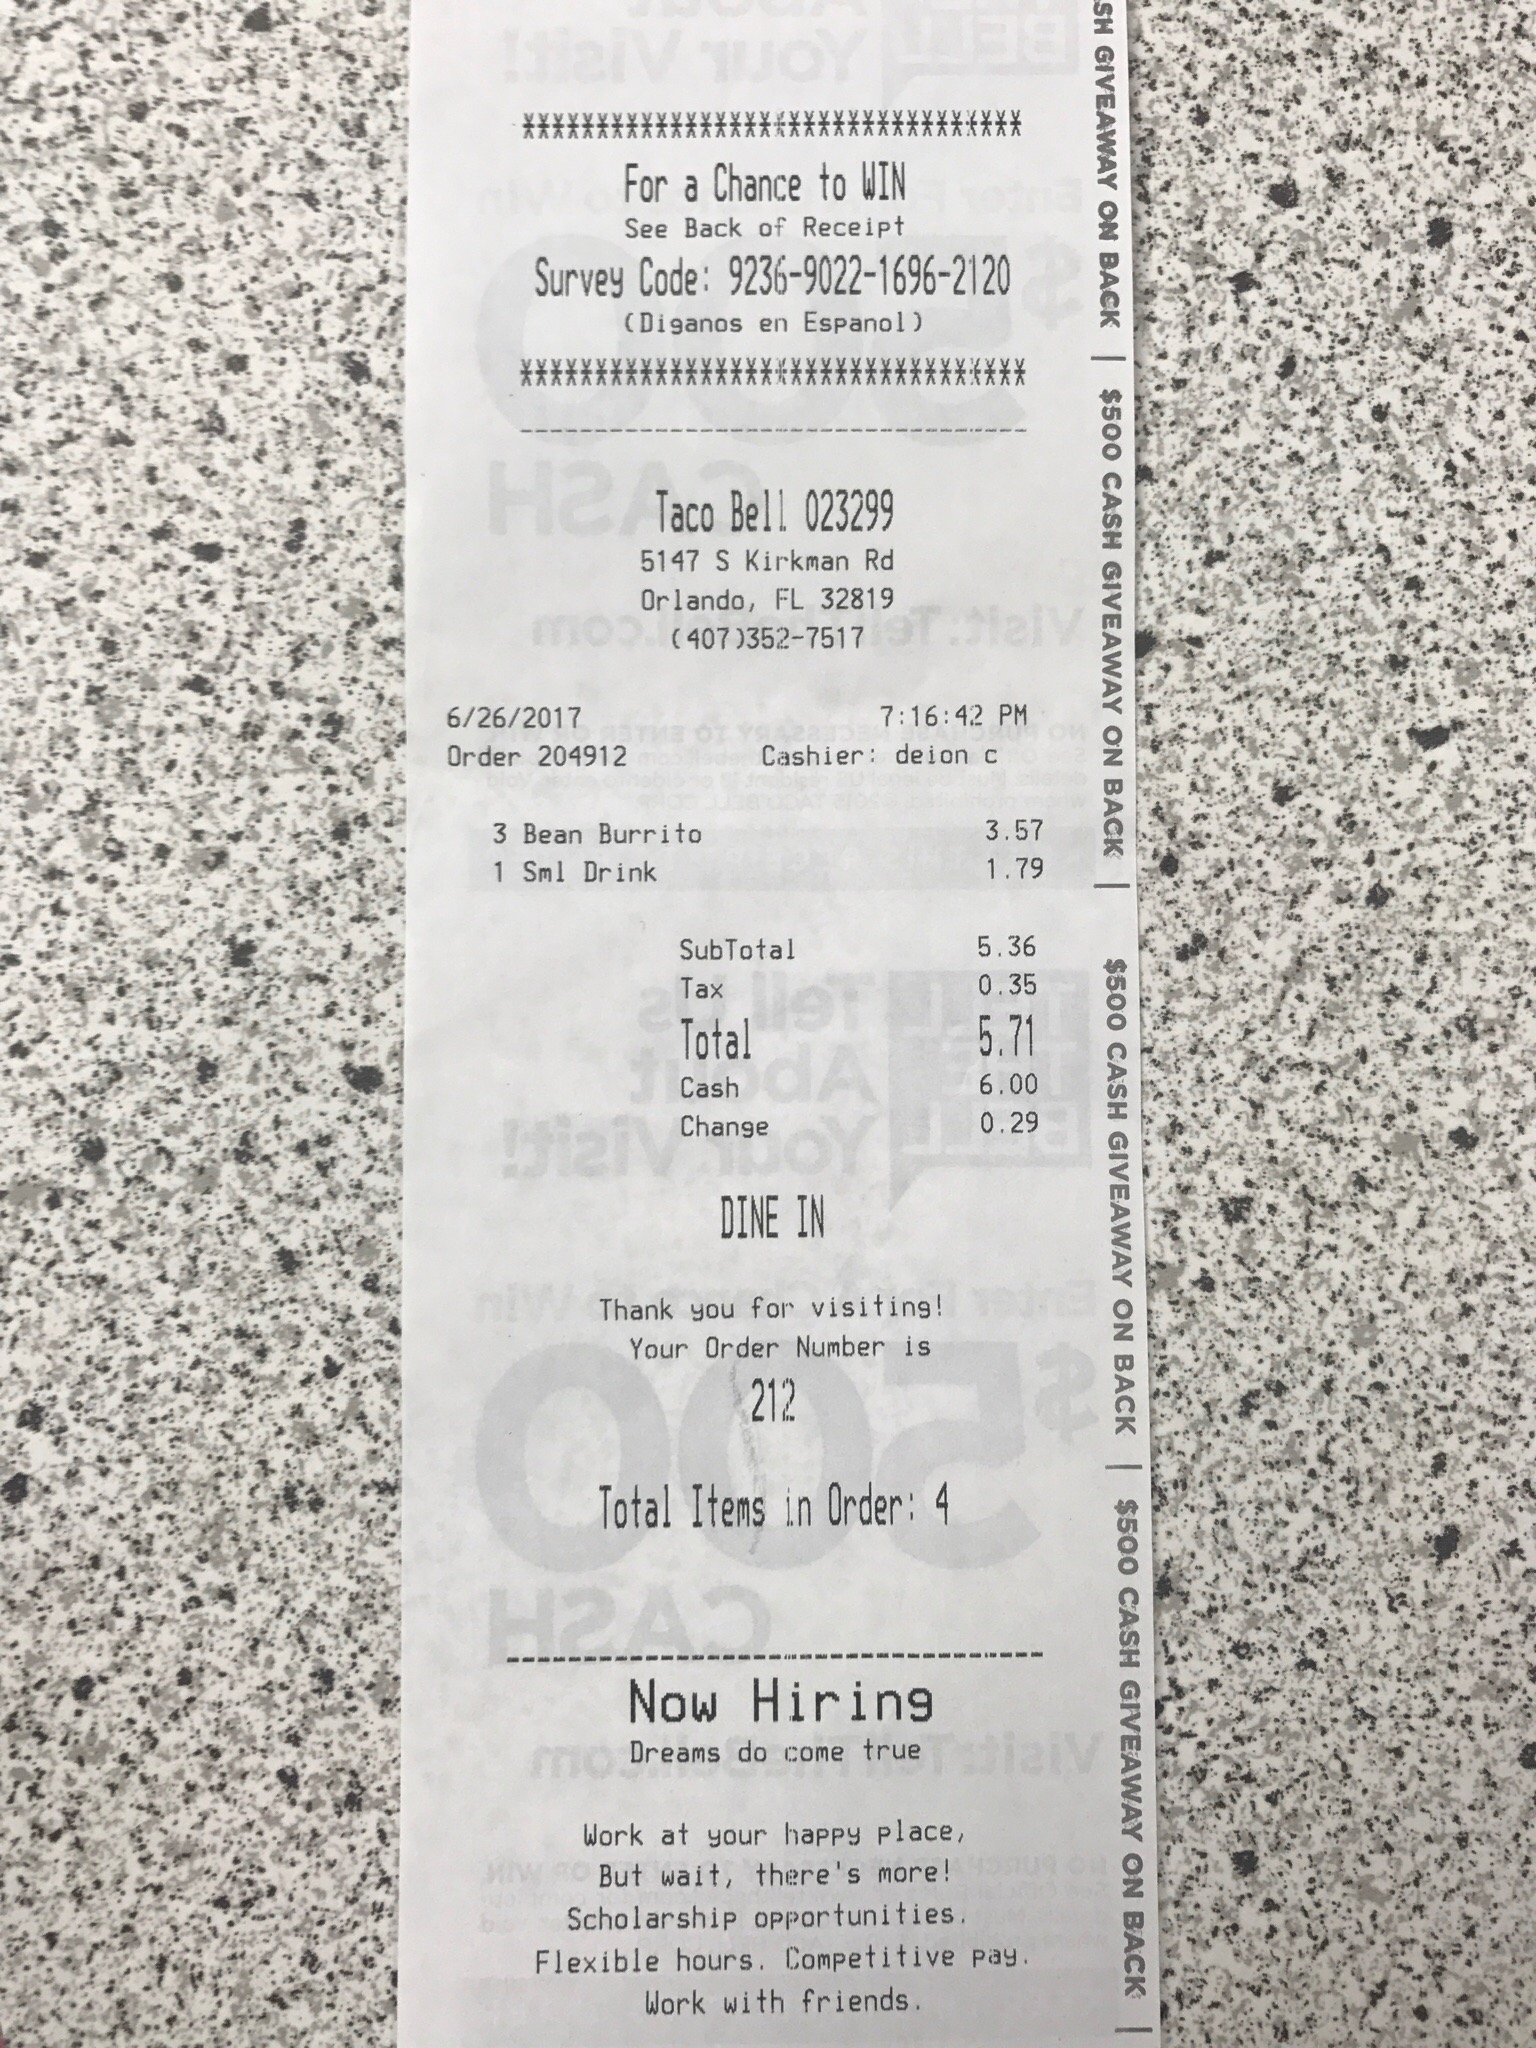 ***********************************
For a Chance to WIN
See Back of Receipt
Survey Code: 9236-9022-1696-2120
(Diganos en Espanol)
***********************************
Taco Bell 023299
5147 S Kirkman Rd
Orlando, FL 32819
(407)352-7517
6/26/2017 7:16:42 PM
Order 204912 Cashier: deion c
3 Bean Burrito 3.57
1 Sml Drink 1.79
SubTotal 5.36
Tax 0.35
Total 5.71
Cash 6.00
Change 0.29
DINE IN
Thank you for visiting!
Your Order Number is
212
Total Items in Order: 4
Now Hiring
Dreams do come true
Work at your happy place,
But wait, there's more!
Scholarship opportunities.
Flexible hours. Competitive pay.
Work with friends.
SH GIVEAWAY ON BACK | $500 CASH GIVEAWAY ON BACK | $500 CASH GIVEAWAY ON BACK | $500 CASH GIVEAWAY ON BACK |